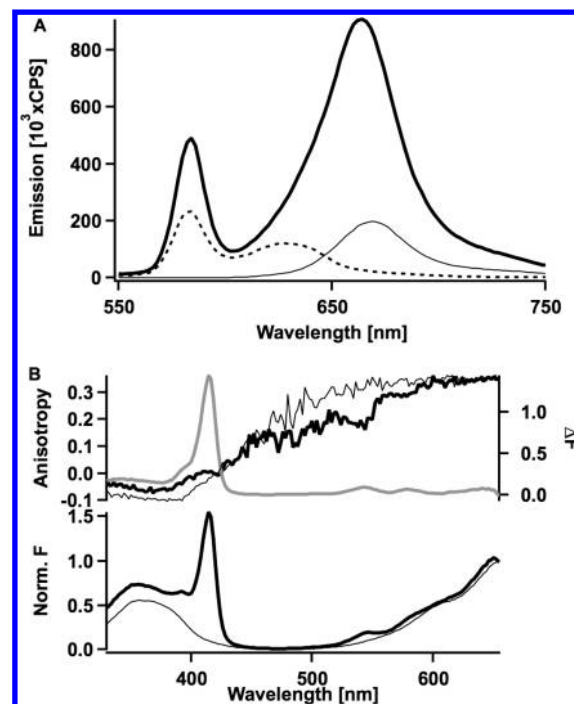 A
Emission [10³xCPS]
800
600
400
200
0
550
650
750
Wavelength [nm]
B
Anisotropy
0.3
0.2
0.1
0.0
-0.1
1.0
0.5
0.0
ΔF
Norm. F
1.5
1.0
0.5
0.0
400
500
600
Wavelength [nm]